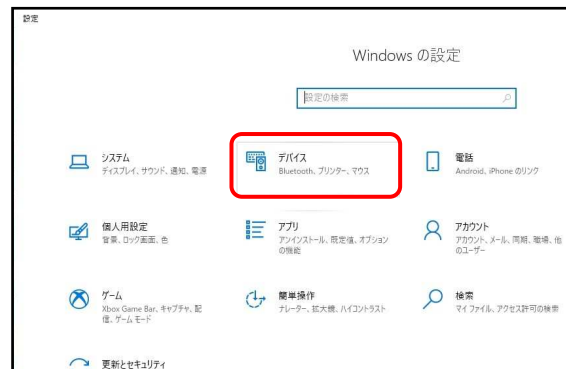 設定
Windows の設定
設定の検索
システム
ディスプレイ、サウンド、通知、電源
デバイス
Bluetooth、プリンター、マウス
電話
Android、iPhone のリンク
個人用設定
背景、ロック画面、色
アプリ
アンインストール、既定値、オプション
の機能
アカウント
アカウント、メール、同期、職場、他
のユーザー
ゲーム
Xbox Game Bar、キャプチャ、配
信、ゲーム モード
簡単操作
ナレーター、拡大鏡、ハイコントラスト
検索
マイ ファイル、アクセス許可の検索
更新とセキュリティ